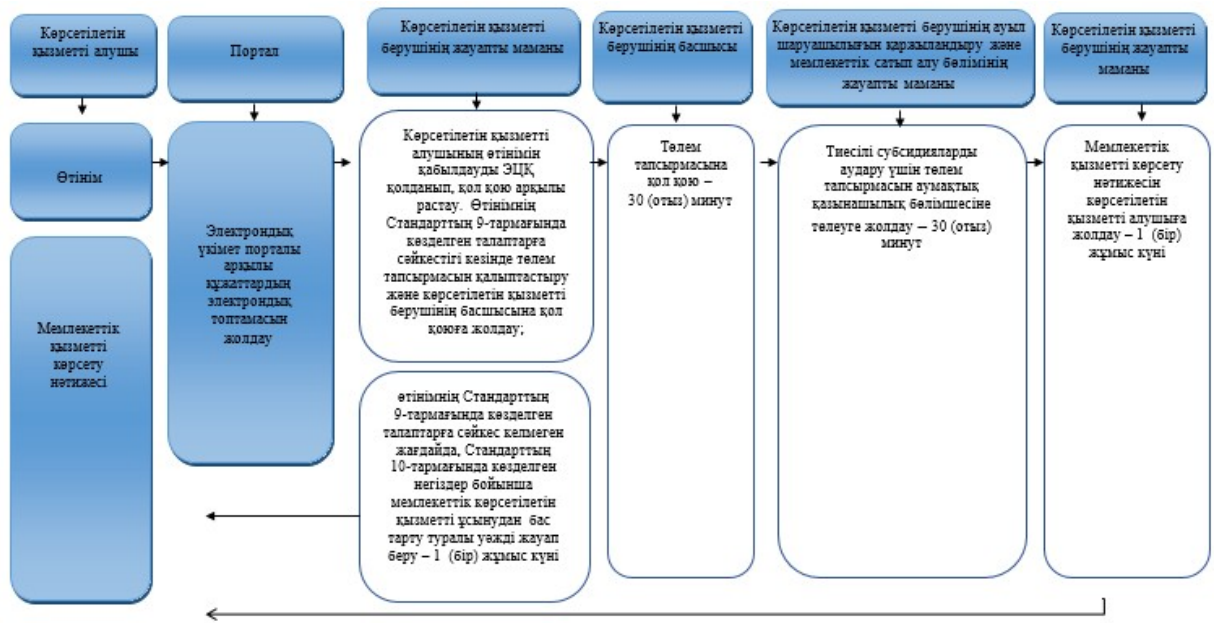 Көрсетілетін
қызметті алушы
Портал
Көрсетілетін қызметті
берушінің жауапты маманы
Көрсетілетін қызметті
берушінің басшысы
Көрсетілетін қызметті берушінің ауыл
шаруашылығын қаржыландыру және
мемлекеттік сатып алу бөлімінің
жауапты маманы
Көрсетілетін қызметті
берушінің жауапты
маманы
Өтінім
Мемлекеттік
қызметті
көрсету
нәтижесі
Электрондық
үкімет порталы
арқылы
құжаттардың
электрондық
топтамасын
жолдау
Көрсетілетін қызметті
алушының өтінімін
қабылдауды ЭЦҚ
қолданып, қол қою арқылы
растау. Өтінімнің
Стандарттың 9-тармағында
көзделген талаптарға
сәйкестігі кезінде төлем
тапсырмасын қалыптастыру
және көрсетілетін қызметті
берушінің басшысына қол
қоюға жолдау;
өтінімнің Стандарттың
9-тармағында көзделген
талаптарға сәйкес келмеген
жағдайда, Стандарттың
10-тармағында көзделген
негіздер бойынша
мемлекеттік көрсетілетін
қызметті ұсынудан бас
тарту туралы уәжді жауап
беру – 1 (бір) жұмыс күні
Төлем
тапсырмасына
қол қою –
30 (отыз) минут
Тиесілі субсидияларды
аудару үшін төлем
тапсырмасын аумақтық
қазынашылық бөлімшесіне
төлеуге жолдау – 30 (отыз)
минут
Мемлекеттік
қызметті көрсету
нәтижесін
көрсетілетін
қызметті алушыға
жолдау – 1 (бір)
жұмыс күні